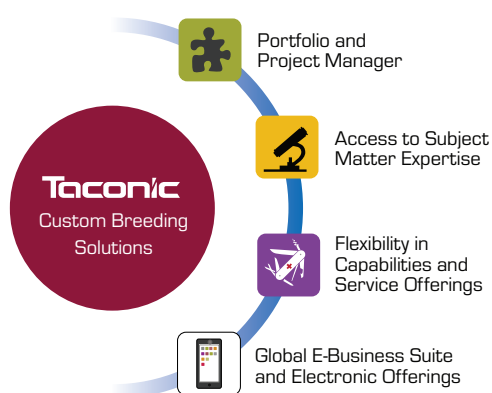 Portfolio and
Project Manager
Access to Subject
Matter Expertise
Taconic
Custom Breeding
Solutions
Flexibility in
Capabilities and
Service Offerings
Global E-Business Suite
and Electronic Offerings